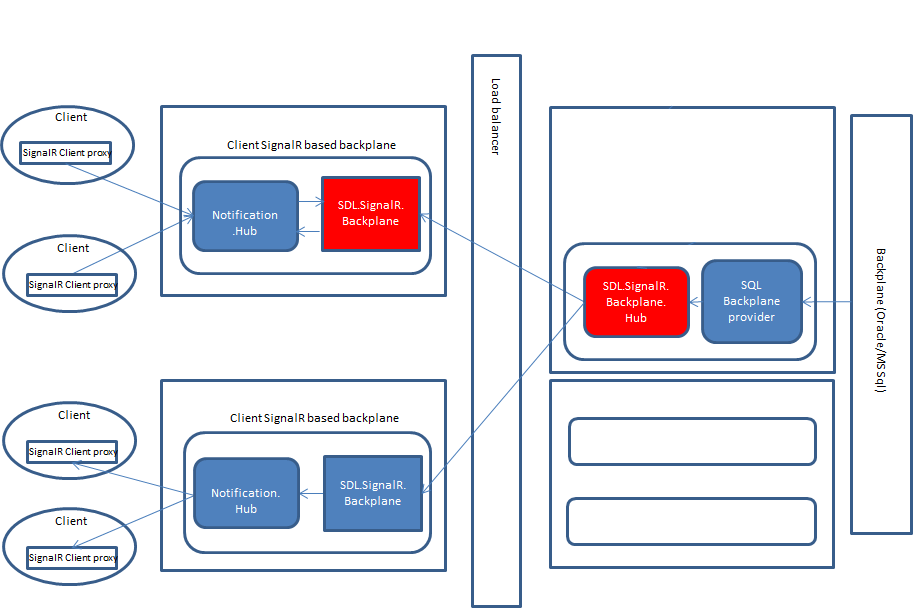 Load balancer
Client
SignalR Client proxy
Client SignalR based backplane
Notification
.Hub
SDL.SignalR.
Backplane
Client
SignalR Client proxy
SDL.SignalR.
Backplane.
Hub
SQL
Backplane
provider
Backplane (Oracle/MS Sql)
Client
SignalR Client proxy
Client SignalR based backplane
Notification.
Hub
SDL.SignalR.
Backplane
Client
SignalR Client proxy